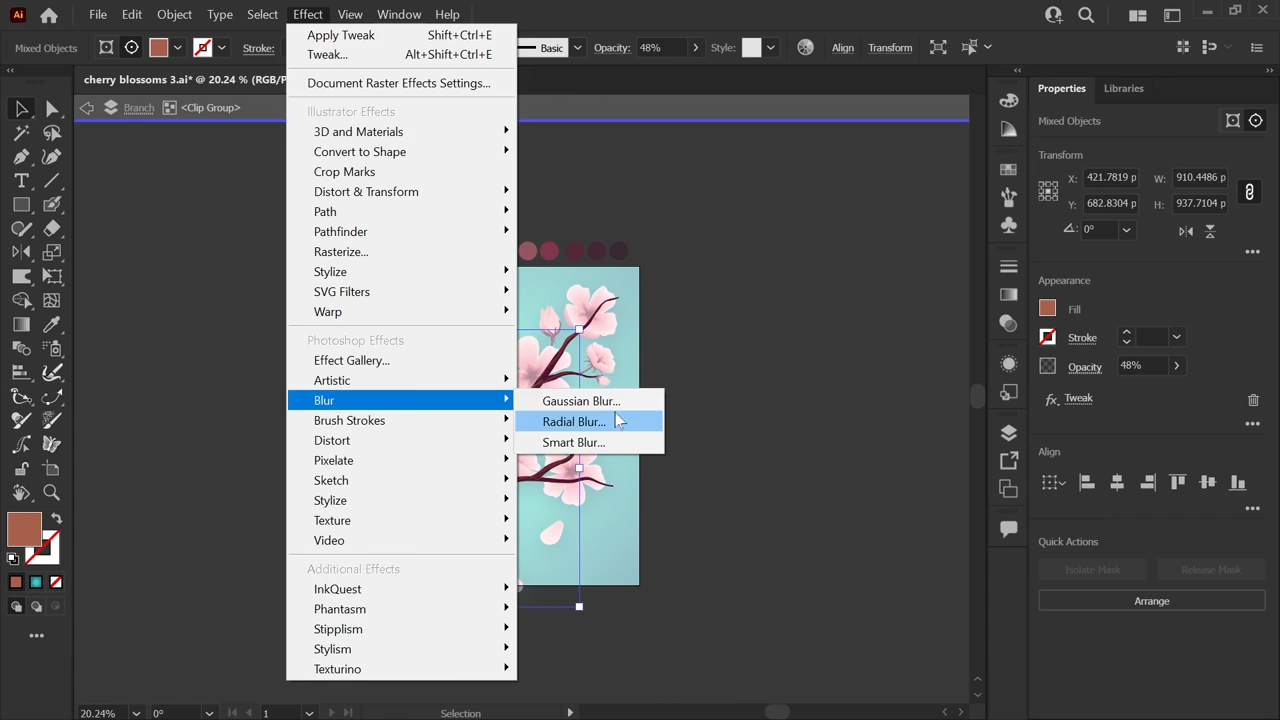 Ai
File
Edit
Object
Type
Select
Effect
View
Window
Help
Mixed Objects
Stroke:
Basic
Opacity:
48%
Style:
Align
Transform
cherry blossoms 3.ai* @ 20.24 % (RGB/P
Branch
<Clip Group>
Apply Tweak Shift+Ctrl+E
Tweak... Alt+Shift+Ctrl+E
Document Raster Effects Settings...
Illustrator Effects
3D and Materials
Convert to Shape
Crop Marks
Distort & Transform
Path
Pathfinder
Rasterize...
Stylize
SVG Filters
Warp
Photoshop Effects
Effect Gallery...
Artistic
Blur
Brush Strokes
Distort
Pixelate
Sketch
Stylize
Texture
Video
Additional Effects
InkQuest
Phantasm
Stipplism
Stylism
Texturino
Gaussian Blur...
Radial Blur...
Smart Blur...
Properties
Libraries
Mixed Objects
Transform
X: 421.7819 p
W: 910.4486 p
Y: 682.8304 p
H: 937.7104 p
0°
Appearance
Fill
Stroke
Opacity 48%
fx Tweak
Align
Quick Actions
Isolate Mask
Release Mask
Arrange
20.24%
0°
1
Selection